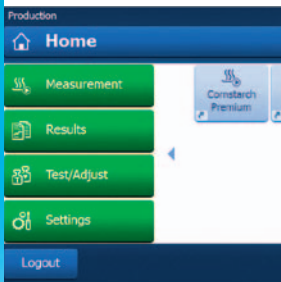 Production
Home
Measurement
Results
Test/Adjust
Settings
Cornstarch
Premium
Logout